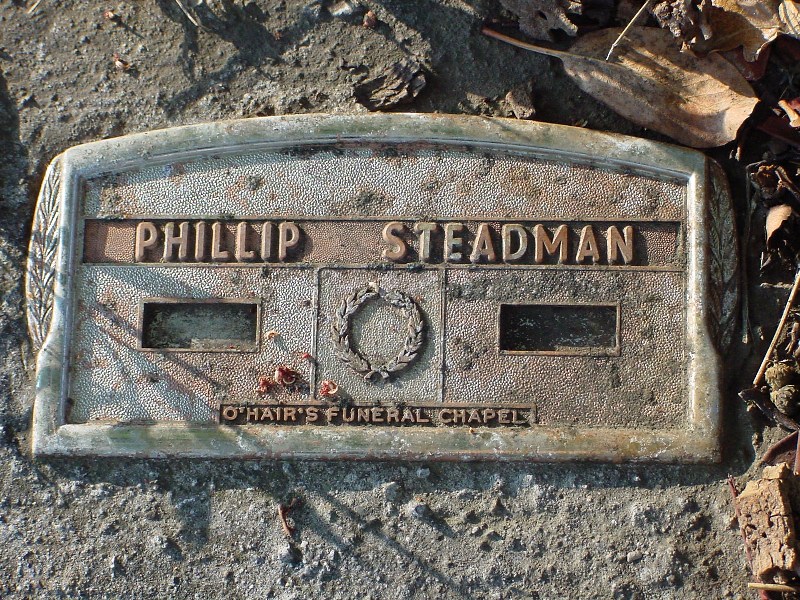 PHILLIP STEADMAN
O'HAIR'S FUNERAL CHAPEL